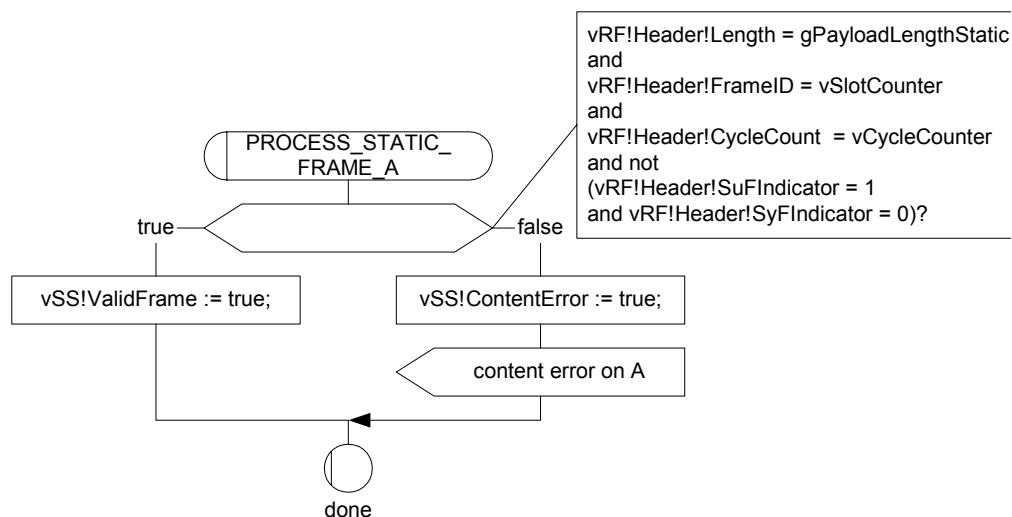 vRF!Header!Length = gPayloadLengthStatic
and
vRF!Header!FrameID = vSlotCounter
and
vRF!Header!CycleCount  = vCycleCounter
and not
(vRF!Header!SuFIndicator = 1
and vRF!Header!SyFIndicator = 0)?
PROCESS_STATIC_
FRAME_A
true
false
vSS!ValidFrame := true;
vSS!ContentError := true;
content error on A
done